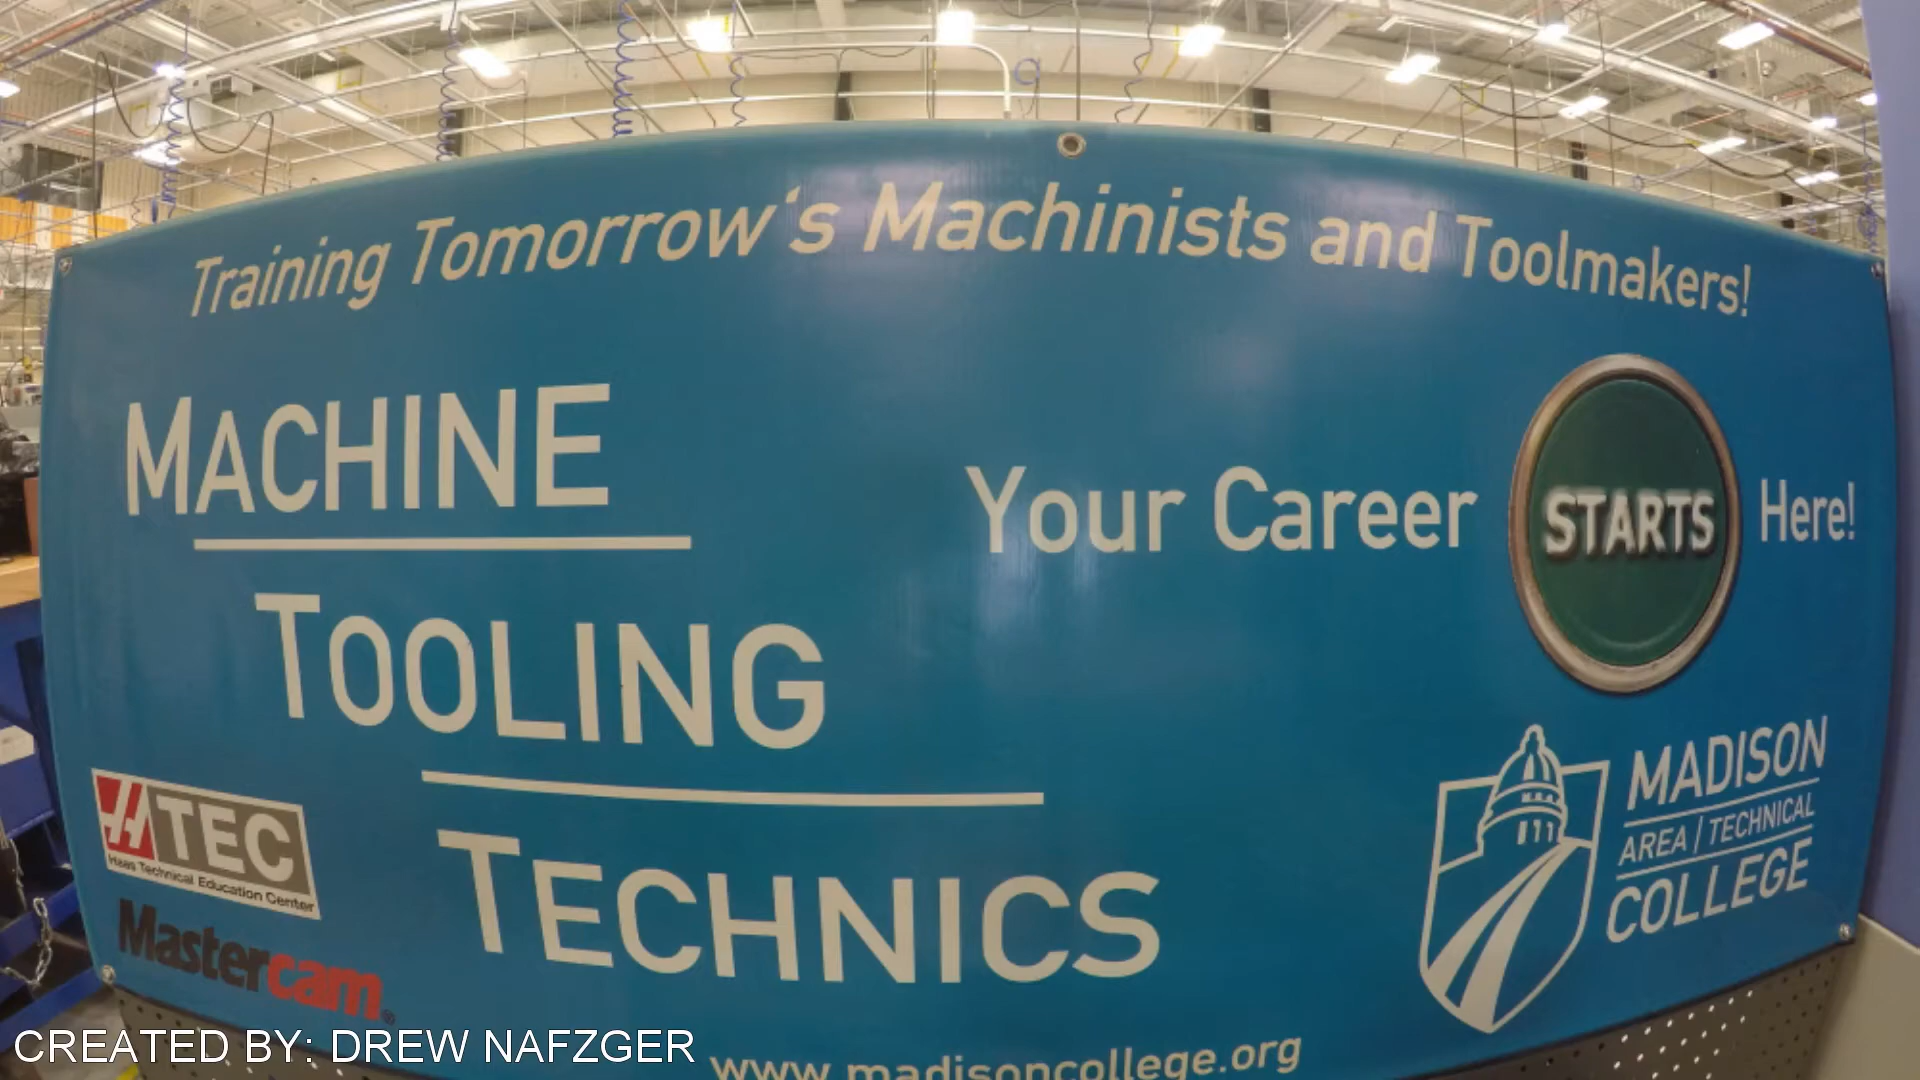 Training Tomorrow's Machinists and Toolmakers!
MACHINE
TOOLING
TECHNICS
Your Career STARTS Here!
HTEC
Haas Technical Education Center
Mastercam®
MADISON
AREA | TECHNICAL
COLLEGE
www.madisoncollege.org
CREATED BY: DREW NAFZGER